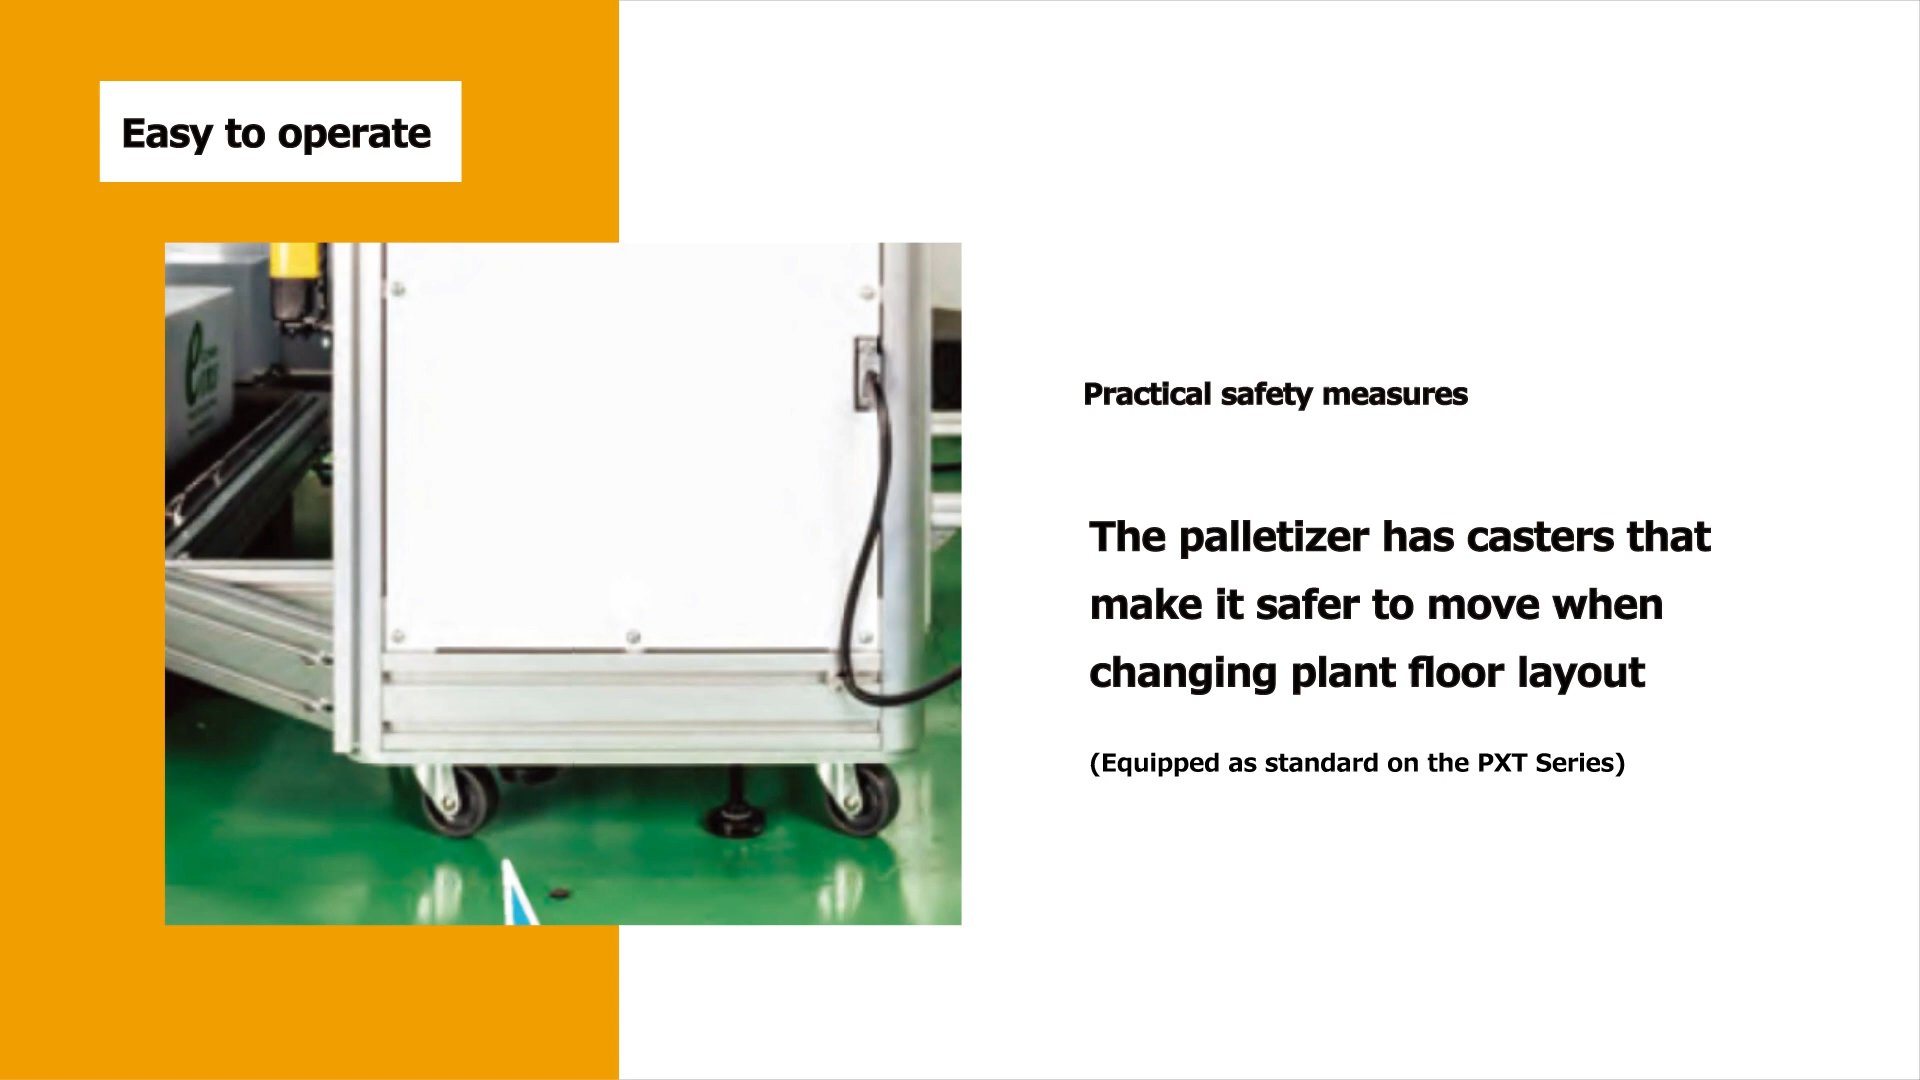 Easy to operate
Practical safety measures
The palletizer has casters that
make it safer to move when
changing plant floor layout
(Equipped as standard on the PXT Series)